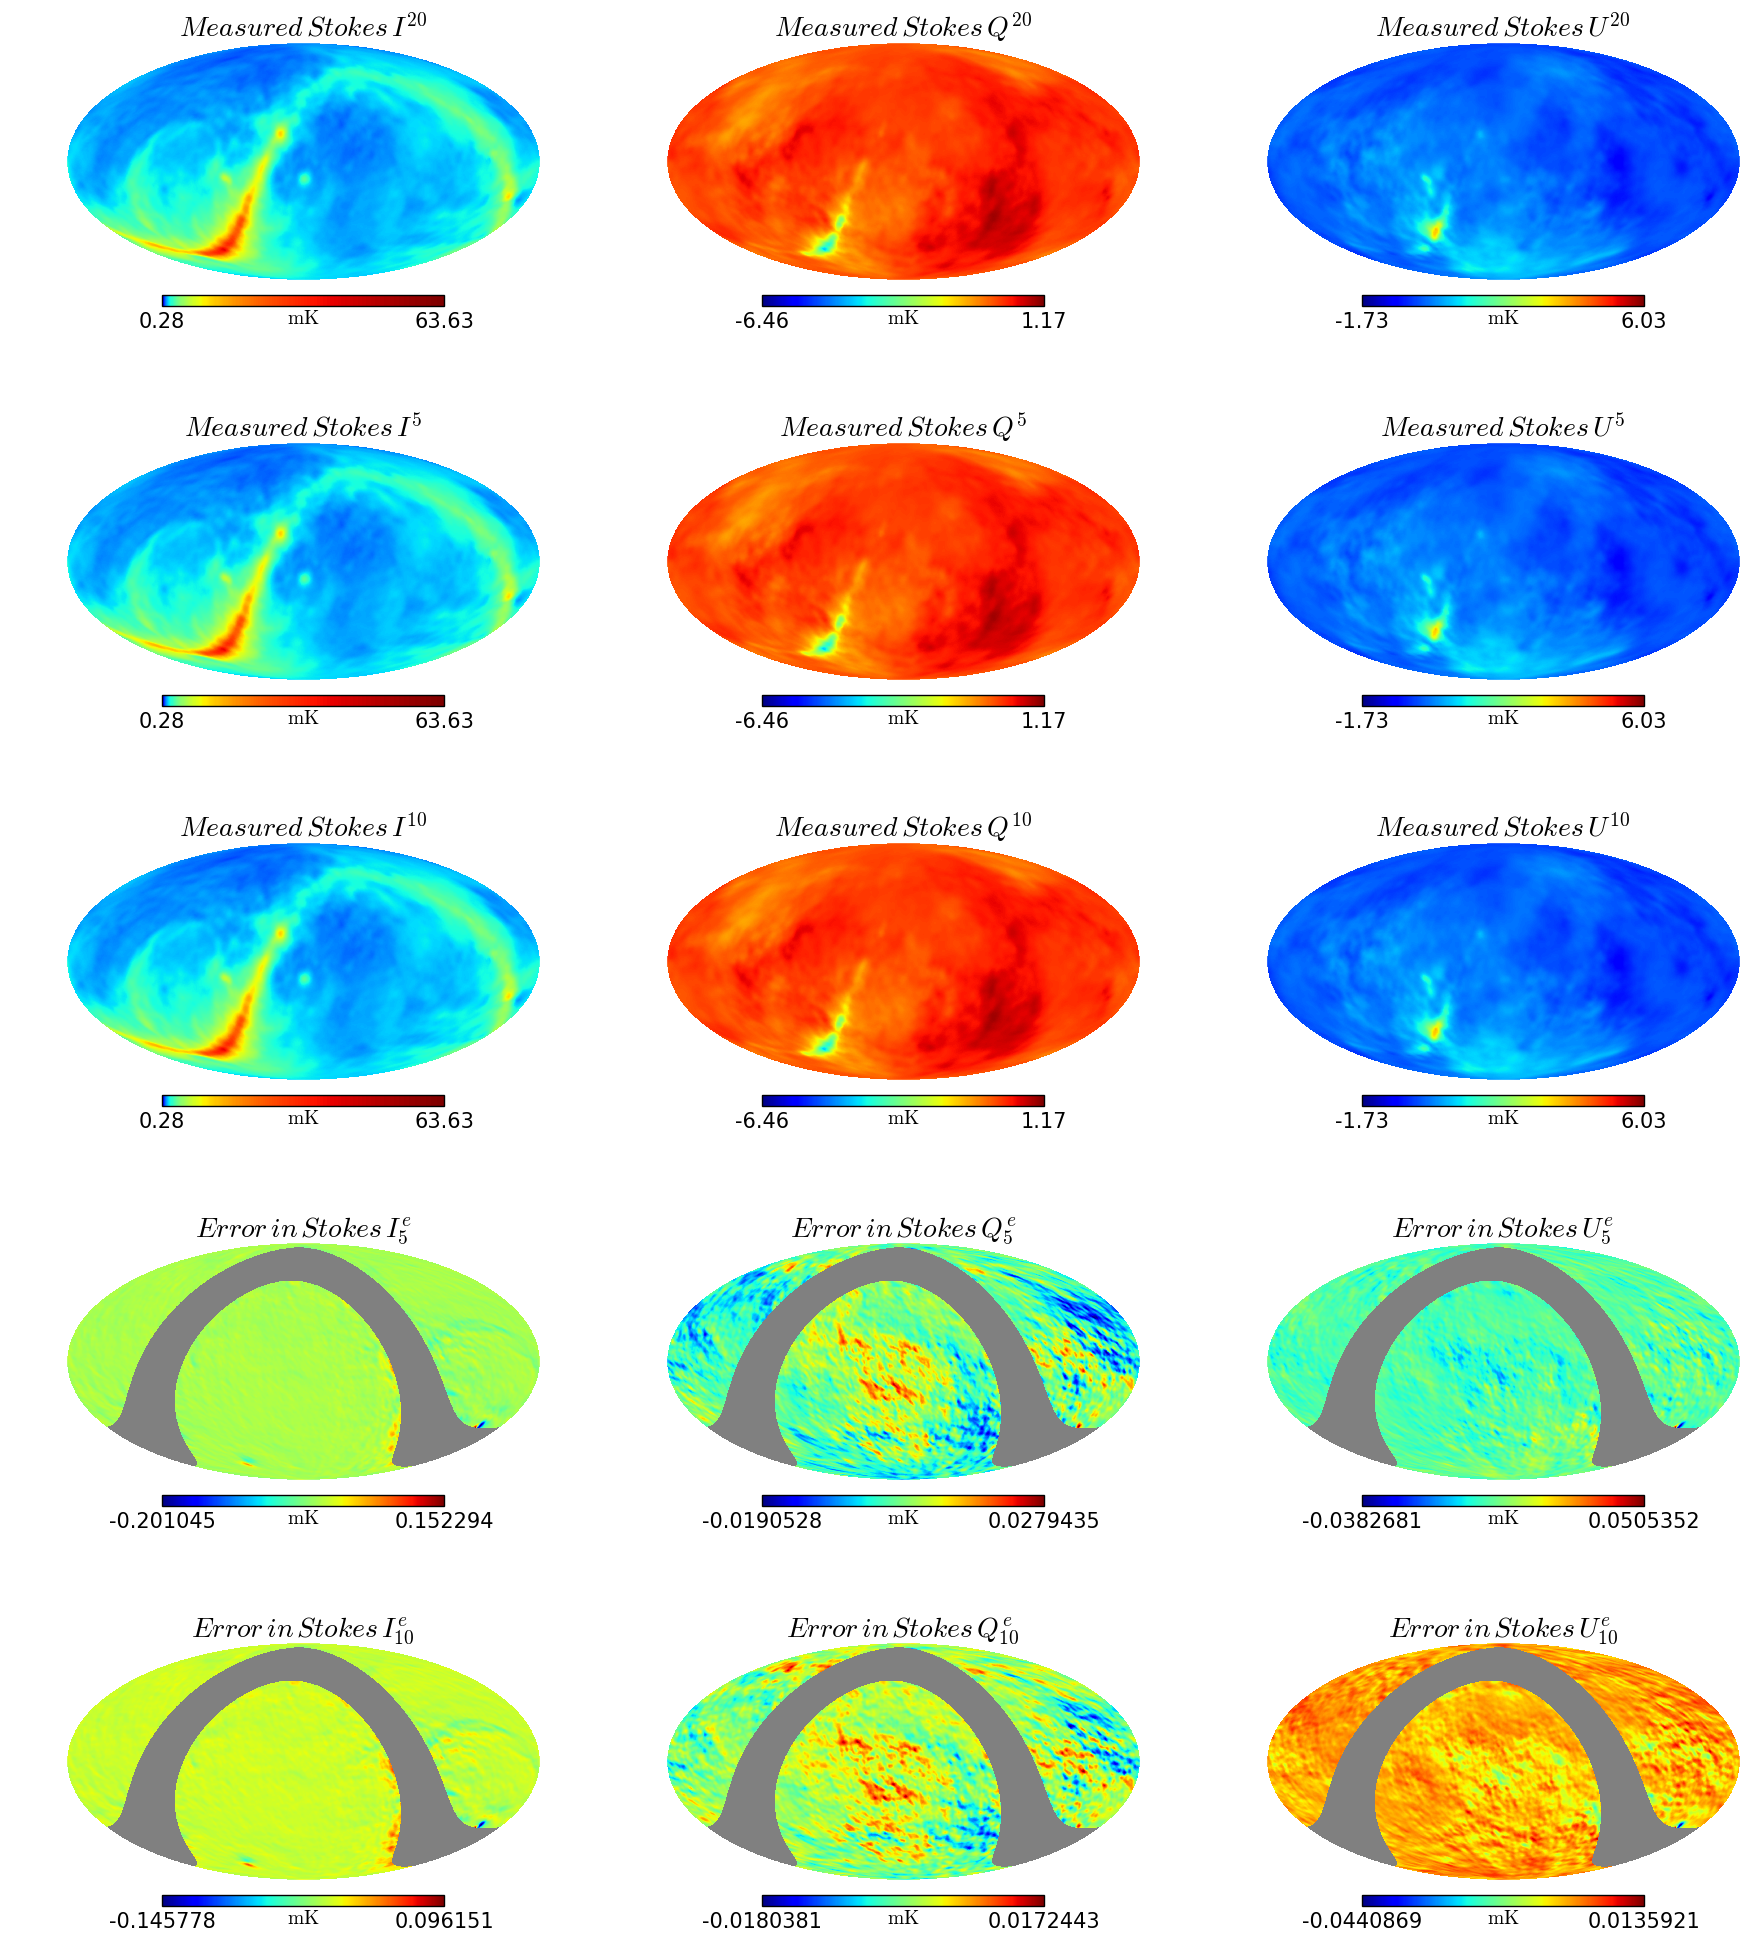 Measured Stokes I^20 Measured Stokes Q^20 Measured Stokes U^20
0.28 mK 63.63 -6.46 mK 1.17 -1.73 mK 6.03
Measured Stokes I^5 Measured Stokes Q^5 Measured Stokes U^5
0.28 mK 63.63 -6.46 mK 1.17 -1.73 mK 6.03
Measured Stokes I^10 Measured Stokes Q^10 Measured Stokes U^10
0.28 mK 63.63 -6.46 mK 1.17 -1.73 mK 6.03
Error in Stokes I_5^e Error in Stokes Q_5^e Error in Stokes U_5^e
-0.201045 mK 0.152294 -0.0190528 mK 0.0279435 -0.0382681 mK 0.0505352
Error in Stokes I_10^e Error in Stokes Q_10^e Error in Stokes U_10^e
-0.145778 mK 0.096151 -0.0180381 mK 0.0172443 -0.0440869 mK 0.0135921